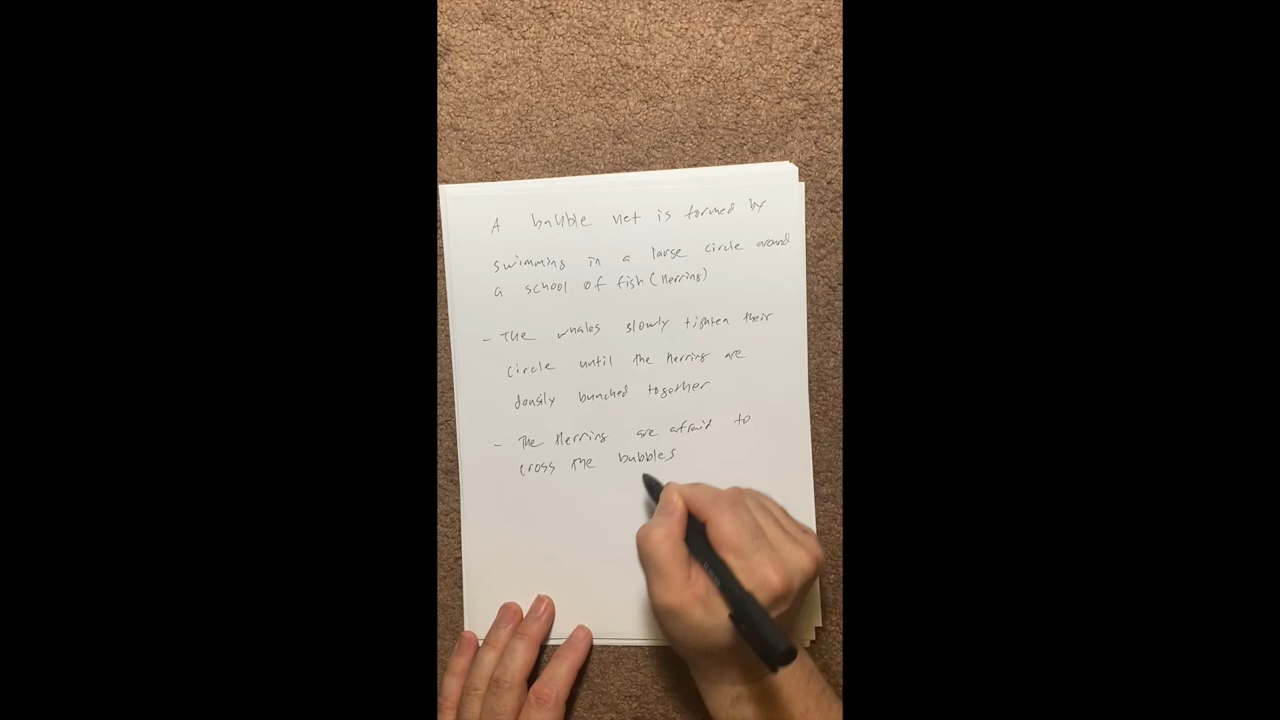 A bubble net is formed by
swimming in a large circle around
a school of fish (Herring)
- The whales slowly tighten their
circle until the herring are
densily bunched together
- The Herring are afraid to
cross the bubbles